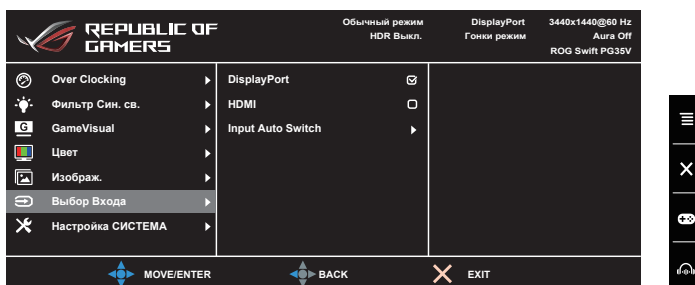 REPUBLIC OF
GAMERS
Обычный режим
HDR Выкл.
DisplayPort
Гонки режим
3440x1440@60 Hz
Aura Off
ROG Swift PG35V
Over Clocking
Фильтр Син. св.
G GameVisual
Цвет
Изображ.
Выбор Входа
Настройка СИСТЕМА
DisplayPort
HDMI
Input Auto Switch
MOVE/ENTER
BACK
EXIT